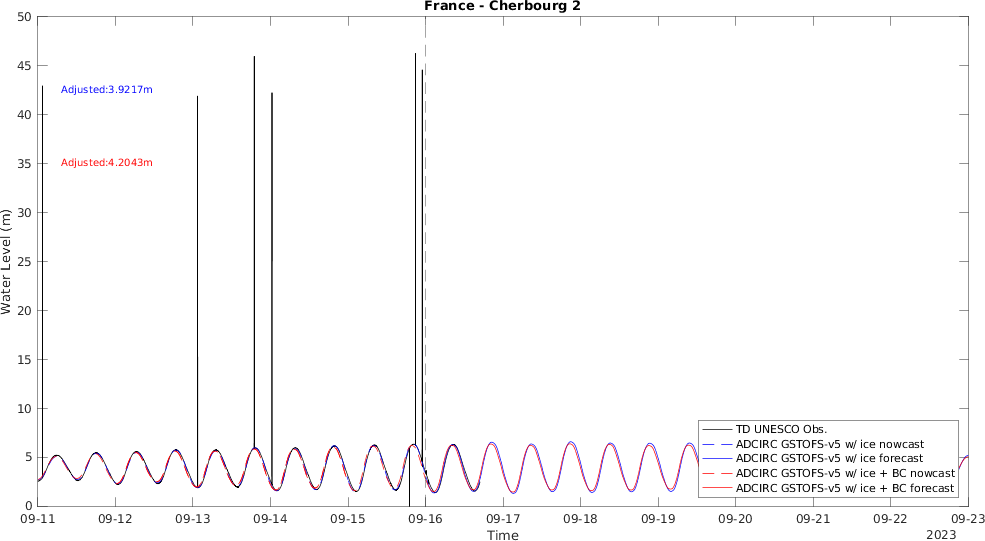 France - Cherbourg 2
50
45
40
35
30
25
20
15
10
5
0
Water Level (m)
Adjusted:3.9217m
Adjusted:4.2043m
TD UNESCO Obs.
ADCIRC GSTOFS-v5 w/ ice nowcast
ADCIRC GSTOFS-v5 w/ ice forecast
ADCIRC GSTOFS-v5 w/ ice + BC nowcast
ADCIRC GSTOFS-v5 w/ ice + BC forecast
09-11 09-12 09-13 09-14 09-15 09-16 09-17 09-18 09-19 09-20 09-21 09-22 09-23
Time
2023